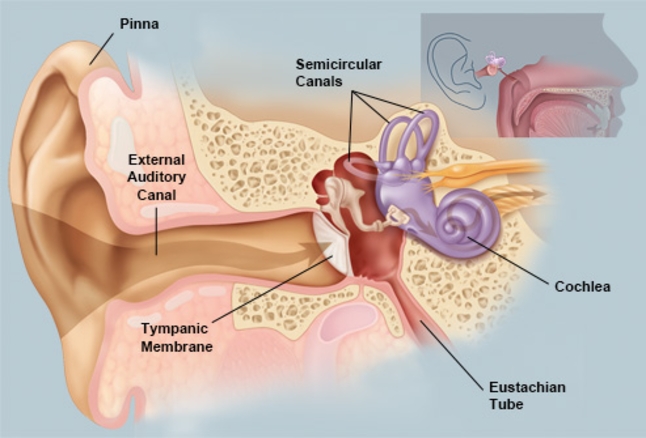 Pinna
Semicircular
Canals
External
Auditory
Canal
Cochlea
Tympanic
Membrane
Eustachian
Tube